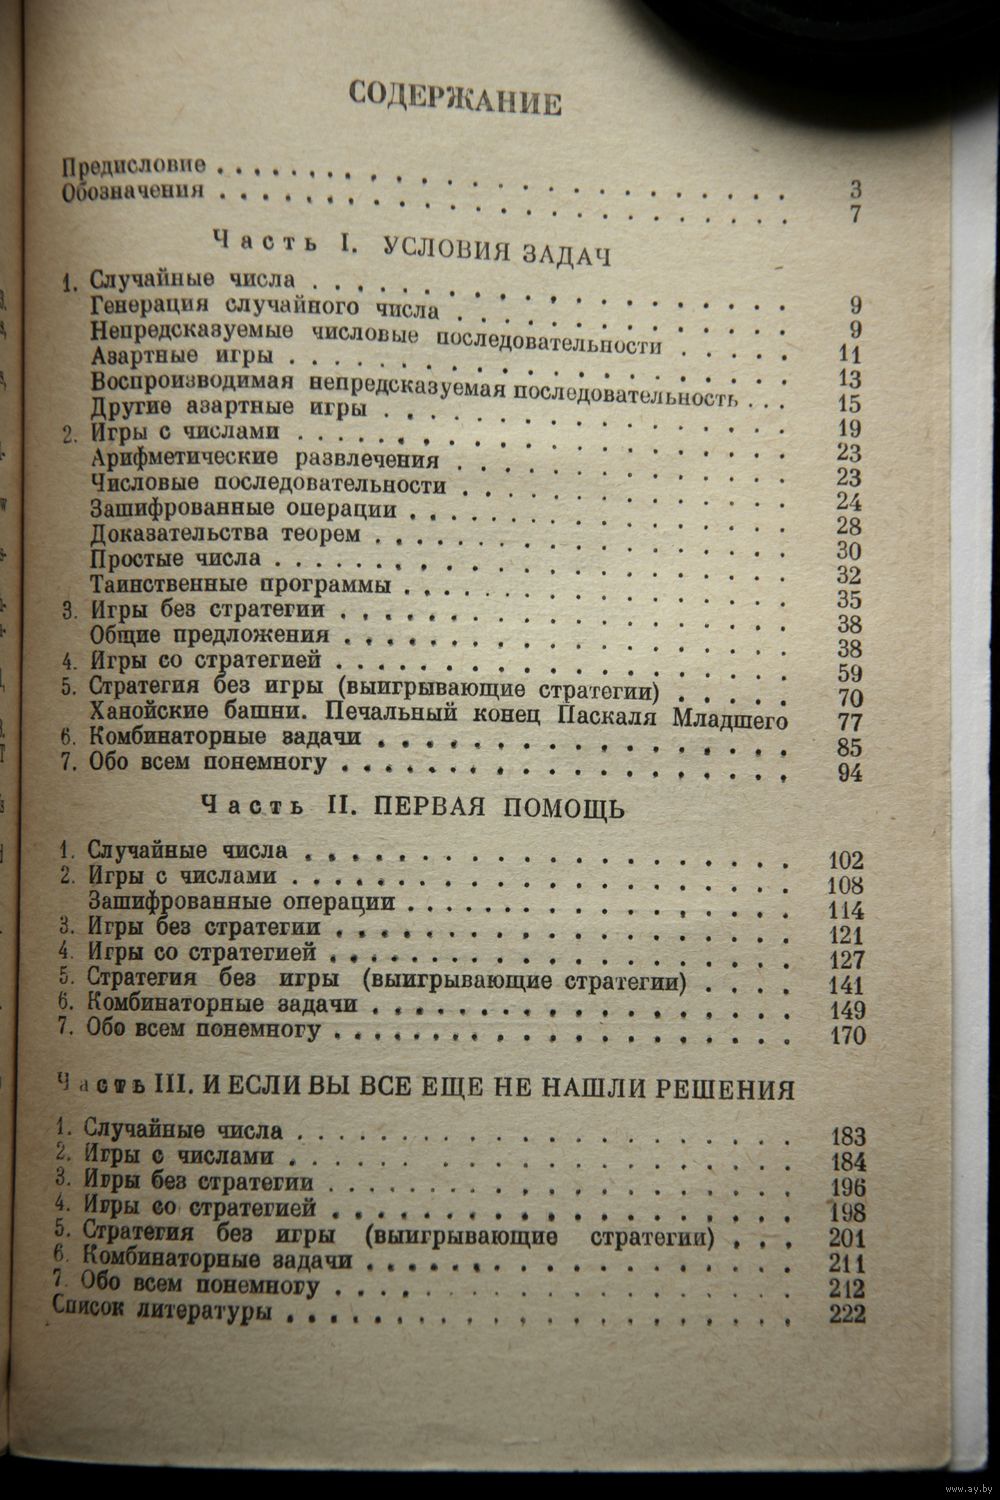 СОДЕРЖАНИЕ
Предисловие . . . . . . . . . . . . . . . . . . . . . . . 3
Обозначения . . . . . . . . . . . . . . . . . . . . . . . 7
Часть I. УСЛОВИЯ ЗАДАЧ
1. Случайные числа . . . . . . . . . . . . . . . . . . . 9
Генерация случайного числа . . . . . . . . . . . . . . 9
Непредсказуемые числовые последовательности . . . . . 11
Азартные игры . . . . . . . . . . . . . . . . . . . . 13
Воспроизводимая непредсказуемая последовательность . . . 15
Другие азартные игры . . . . . . . . . . . . . . . . . 19
2. Игры с числами . . . . . . . . . . . . . . . . . . . . 23
Арифметические развлечения . . . . . . . . . . . . . . 23
Числовые последовательности . . . . . . . . . . . . . . 24
Зашифрованные операции . . . . . . . . . . . . . . . . 28
Доказательства теорем . . . . . . . . . . . . . . . . . 30
Простые числа . . . . . . . . . . . . . . . . . . . . . 32
Таинственные программы . . . . . . . . . . . . . . . . 35
3. Игры без стратегии . . . . . . . . . . . . . . . . . . 38
Общие предложения . . . . . . . . . . . . . . . . . . . 38
4. Игры со стратегией . . . . . . . . . . . . . . . . . . 59
5. Стратегия без игры (выигрывающие стратегии) . . . . . 70
Ханойские башни. Печальный конец Паскаля Младшего 77
6. Комбинаторные задачи . . . . . . . . . . . . . . . . . 85
7. Обо всем понемногу . . . . . . . . . . . . . . . . . . 94
Часть II. ПЕРВАЯ ПОМОЩЬ
1. Случайные числа . . . . . . . . . . . . . . . . . . . . 102
2. Игры с числами . . . . . . . . . . . . . . . . . . . . 108
Зашифрованные операции . . . . . . . . . . . . . . . . 114
3. Игры без стратегии . . . . . . . . . . . . . . . . . . 121
4. Игры со стратегией . . . . . . . . . . . . . . . . . . 127
5. Стратегия без игры (выигрывающие стратегии) . . . . 141
6. Комбинаторные задачи . . . . . . . . . . . . . . . . . 149
7. Обо всем понемногу . . . . . . . . . . . . . . . . . . 170
Часть III. И ЕСЛИ ВЫ ВСЕ ЕЩЕ НЕ НАШЛИ РЕШЕНИЯ
1. Случайные числа . . . . . . . . . . . . . . . . . . . . 183
2. Игры с числами . . . . . . . . . . . . . . . . . . . . 184
3. Игры без стратегии . . . . . . . . . . . . . . . . . . 196
4. Игры со стратегией . . . . . . . . . . . . . . . . . . 198
5. Стратегия без игры (выигрывающие стратегии) . . . 201
6. Комбинаторные задачи . . . . . . . . . . . . . . . . . 211
7. Обо всем понемногу . . . . . . . . . . . . . . . . . . 212
Список литературы . . . . . . . . . . . . . . . . . . . . 222
www.ay.by